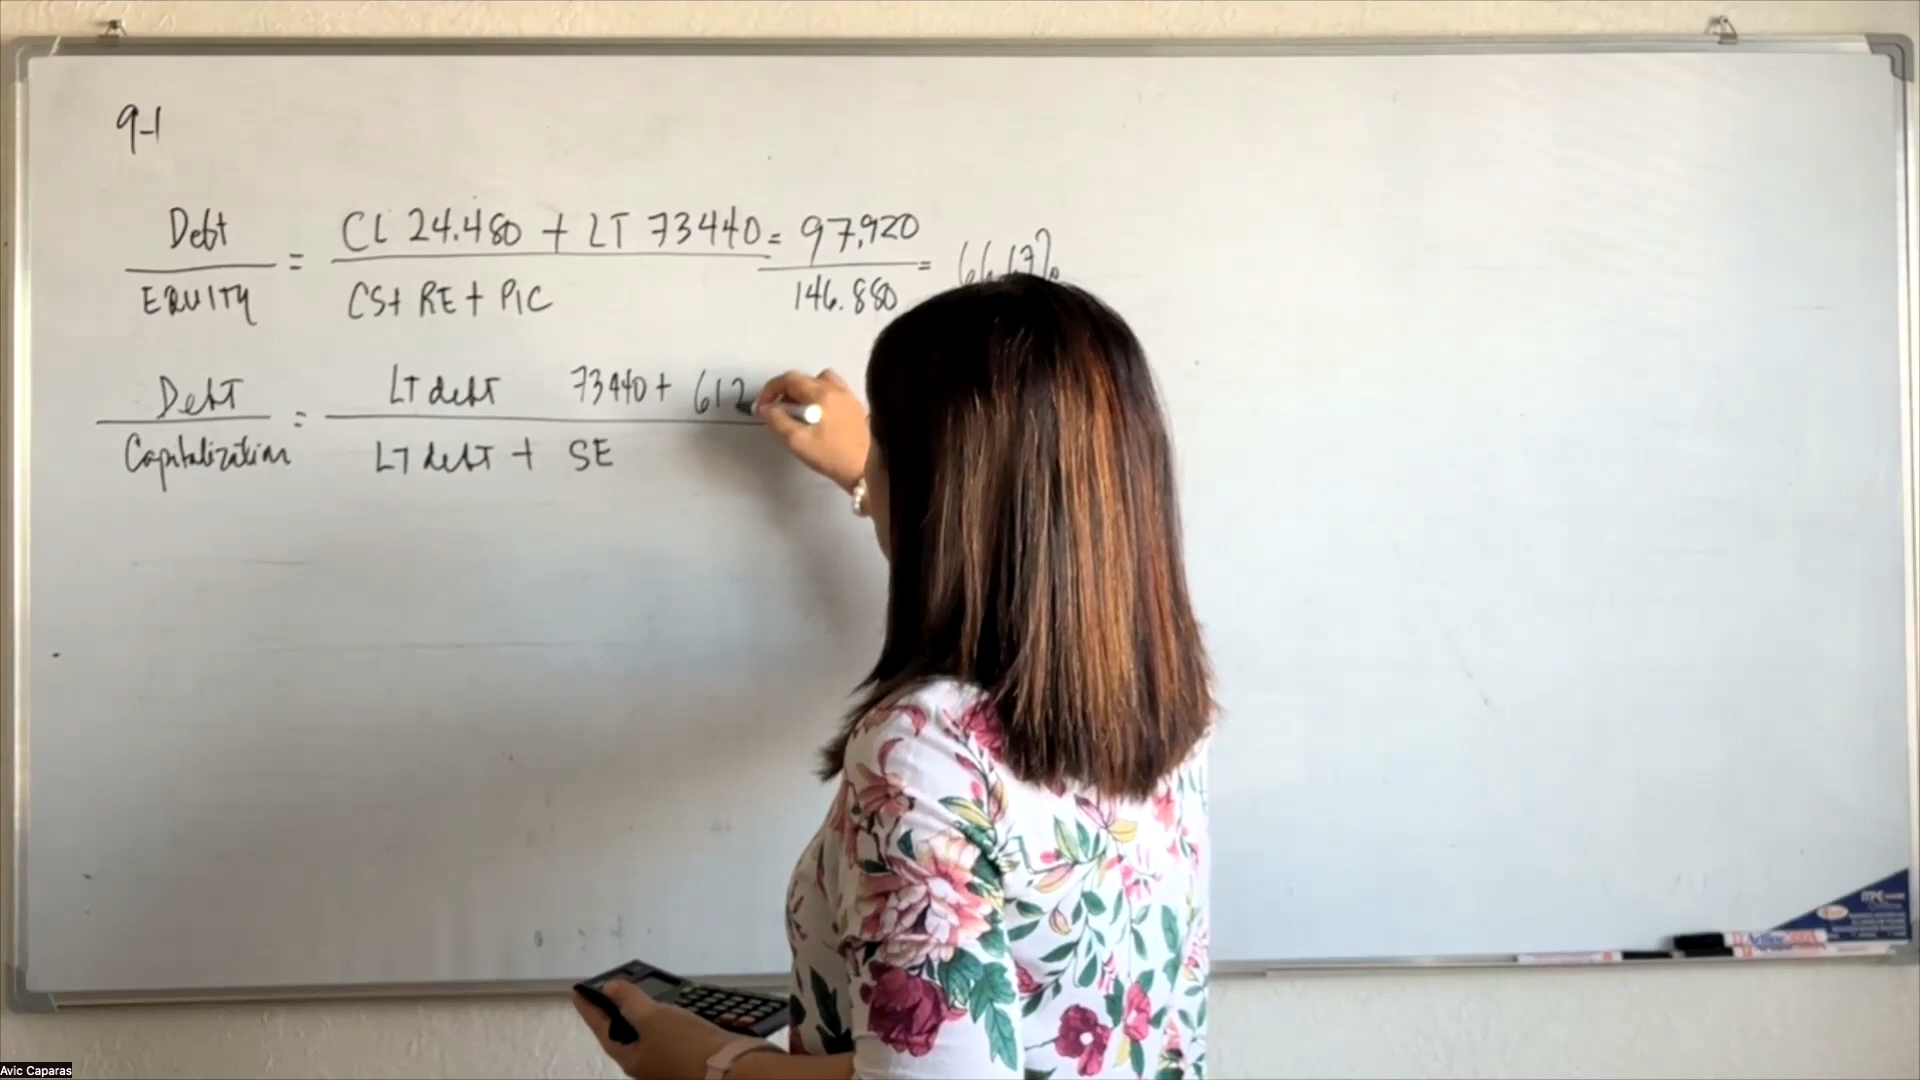 9-1
Debt = CL 24.480 + LT 73440 = 97,920 =
EQUITY CS+ RE + PIC 146.880
Debt = LT debt 73440 + 612
Capitalization LT debt + SE
Avic Caparas